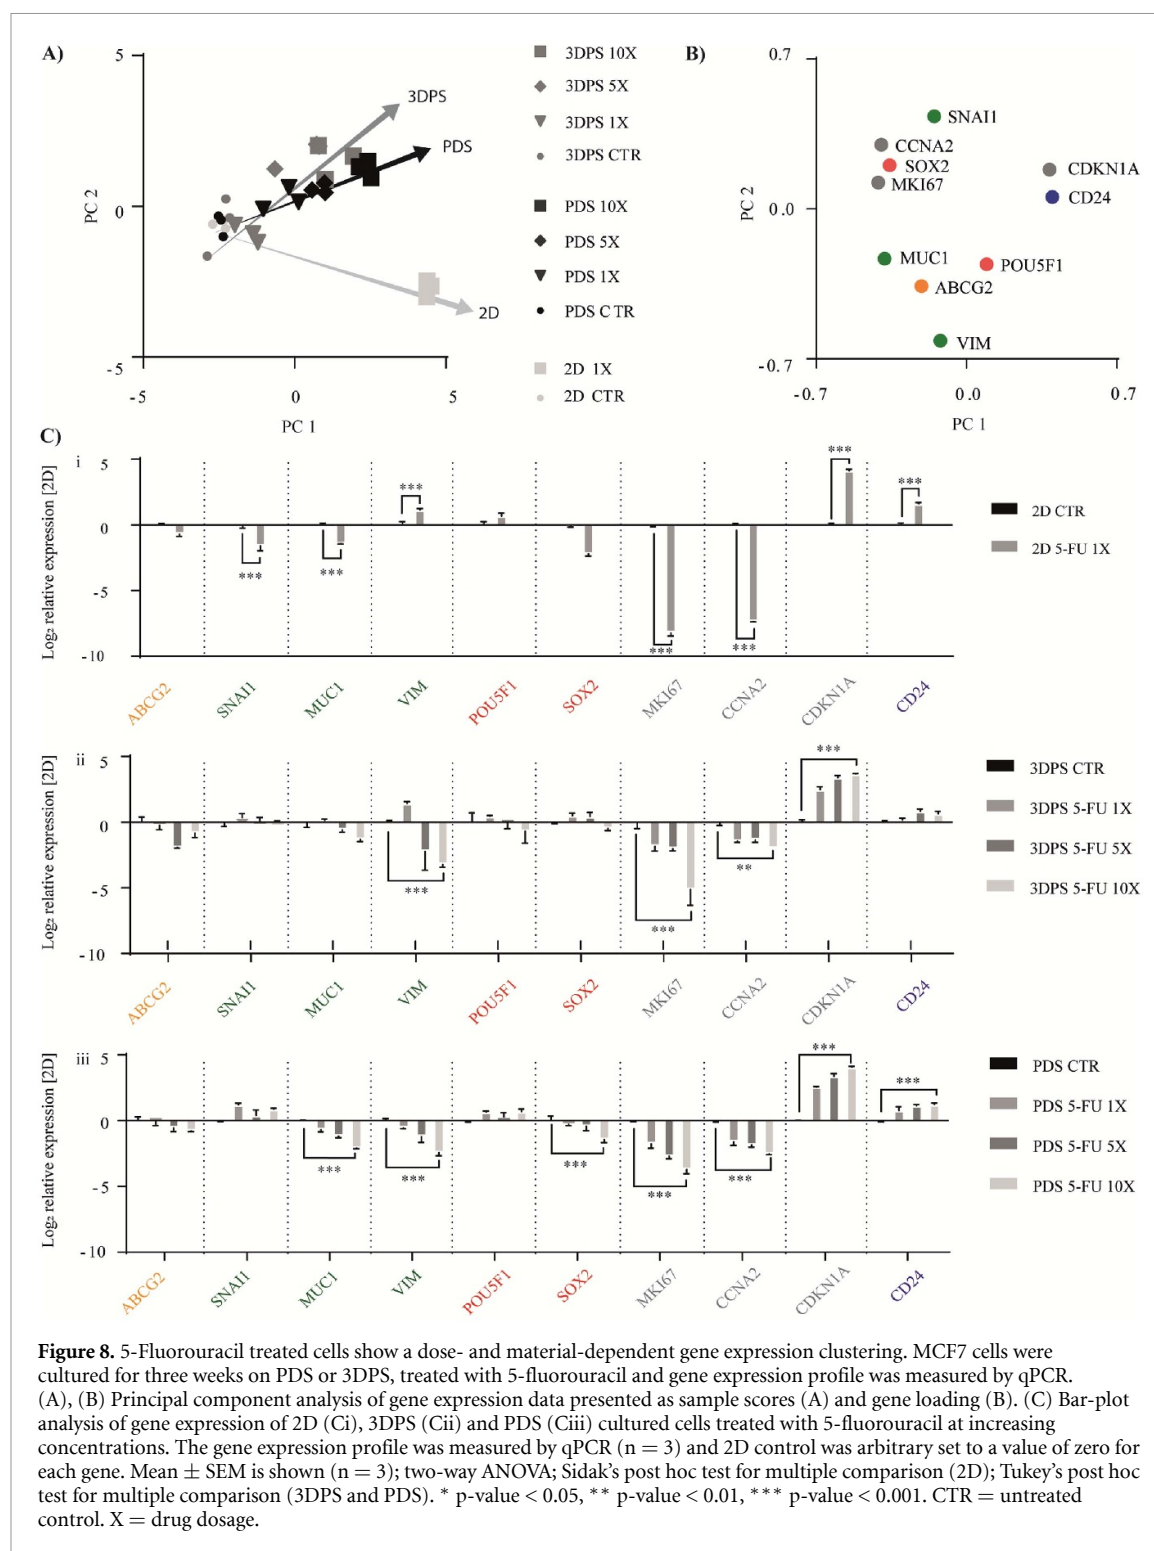 A)
5
0
-5
-5
0
5
PC 2
PC 1
3DPS
PDS
2D
3DPS 10X
3DPS 5X
3DPS 1X
3DPS CTR
PDS 10X
PDS 5X
PDS 1X
PDS CTR
2D 1X
2D CTR
B)
0.7
0.0
-0.7
-0.7
0.0
0.7
PC 2
PC 1
SNAI1
CCNA2
SOX2
MKI67
CDKN1A
CD24
MUC1
POU5F1
ABCG2
VIM
C)
i
Log₂ relative expression [2D]
5
0
-5
-10
***
***
***
***
***
***
***
ABCG2
SNAI1
MUC1
VIM
POU5F1
SOX2
MKI67
CCNA2
CDKN1A
CD24
2D CTR
2D 5-FU 1X
ii
Log₂ relative expression [2D]
5
0
-5
-10
***
***
**
***
ABCG2
SNAI1
MUC1
VIM
POU5F1
SOX2
MKI67
CCNA2
CDKN1A
CD24
3DPS CTR
3DPS 5-FU 1X
3DPS 5-FU 5X
3DPS 5-FU 10X
iii
Log₂ relative expression [2D]
5
0
-5
-10
***
***
***
***
***
***
***
ABCG2
SNAI1
MUC1
VIM
POU5F1
SOX2
MKI67
CCNA2
CDKN1A
CD24
PDS CTR
PDS 5-FU 1X
PDS 5-FU 5X
PDS 5-FU 10X
Figure 8. 5-Fluorouracil treated cells show a dose- and material-dependent gene expression clustering. MCF7 cells were
cultured for three weeks on PDS or 3DPS, treated with 5-fluorouracil and gene expression profile was measured by qPCR.
(A), (B) Principal component analysis of gene expression data presented as sample scores (A) and gene loading (B). (C) Bar-plot
analysis of gene expression of 2D (Ci), 3DPS (Cii) and PDS (Ciii) cultured cells treated with 5-fluorouracil at increasing
concentrations. The gene expression profile was measured by qPCR (n = 3) and 2D control was arbitrary set to a value of zero for
each gene. Mean ± SEM is shown (n = 3); two-way ANOVA; Sidak's post hoc test for multiple comparison (2D); Tukey's post hoc
test for multiple comparison (3DPS and PDS). * p-value < 0.05, ** p-value < 0.01, *** p-value < 0.001. CTR = untreated
control. X = drug dosage.